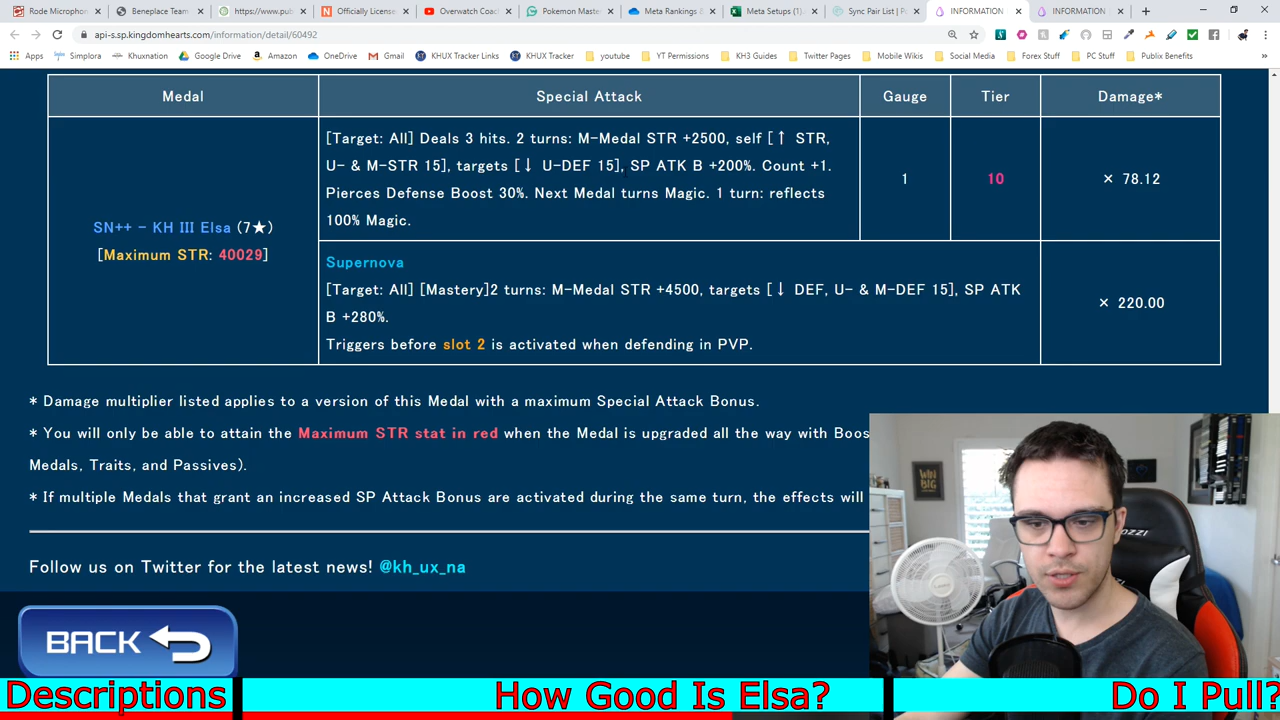 Rode Microphon
Beneplace Team
https://www.pub
Officially License
Overwatch Coac
Pokemon Master
Meta Rankings &
Meta Setups (1)
Sync Pair List | P
INFORMATION
INFORMATION
api-s.sp.kingdomhearts.com/information/detail/60492
Apps Simplora Khuxnation Google Drive Amazon OneDrive Gmail KHUX Tracker Links KHUX Tracker youtube YT Permissions KH3 Guides Twitter Pages Mobile Wikis Social Media Forex Stuff PC Stuff Publix Benefits
Medal Special Attack Gauge Tier Damage*
SN++ - KH III Elsa (7★)
[Maximum STR: 40029]
[Target: All] Deals 3 hits. 2 turns: M-Medal STR +2500, self [↑ STR,
U- & M-STR 15], targets [↓ U-DEF 15], SP ATK B +200%. Count +1.
Pierces Defense Boost 30%. Next Medal turns Magic. 1 turn: reflects
100% Magic.
1 10 × 78.12
Supernova
[Target: All] [Mastery]2 turns: M-Medal STR +4500, targets [↓ DEF, U- & M-DEF 15], SP ATK
B +280%.
Triggers before slot 2 is activated when defending in PVP.
× 220.00
* Damage multiplier listed applies to a version of this Medal with a maximum Special Attack Bonus.
* You will only be able to attain the Maximum STR stat in red when the Medal is upgraded all the way with Boos
Medals, Traits, and Passives).
* If multiple Medals that grant an increased SP Attack Bonus are activated during the same turn, the effects will
Follow us on Twitter for the latest news! @kh_ux_na
BACK
WIN
BIG
Descriptions How Good Is Elsa? Do I Pull?